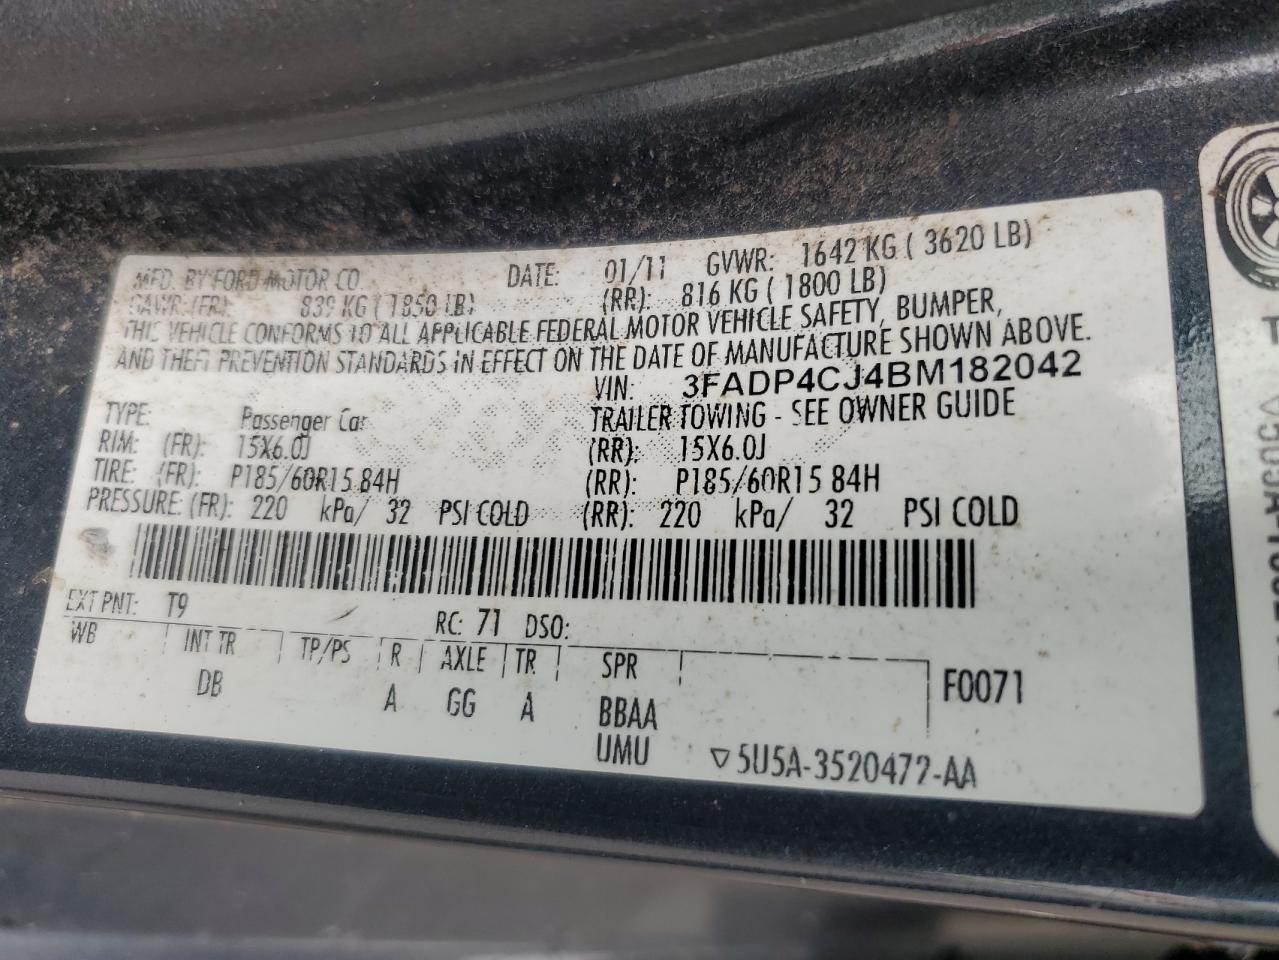 MFD. BY FORD MOTOR CO. DATE: 01/11 GVWR: 1642 KG ( 3620 LB)
GAWR (FR): 839 KG ( 1850 LB) (RR): 816 KG ( 1800 LB)
THIS VEHICLE CONFORMS TO ALL APPLICABLE FEDERAL MOTOR VEHICLE SAFETY, BUMPER,
AND THEFT PREVENTION STANDARDS IN EFFECT ON THE DATE OF MANUFACTURE SHOWN ABOVE.
VIN: 3FADP4CJ4BM182042
TYPE: Passenger Car TRAILER TOWING - SEE OWNER GUIDE
RIM: (FR): 15X6.0J (RR): 15X6.0J
TIRE: (FR): P185/60R15 84H (RR): P185/60R15 84H
PRESSURE: (FR): 220 kPa/ 32 PSI COLD (RR): 220 kPa/ 32 PSI COLD
EXT PNT: T9 RC: 71 DSO:
WB INT TR TP/PS R AXLE TR SPR F0071
DB A GG A BBAA
UMU ▽5U5A-3520472-AA